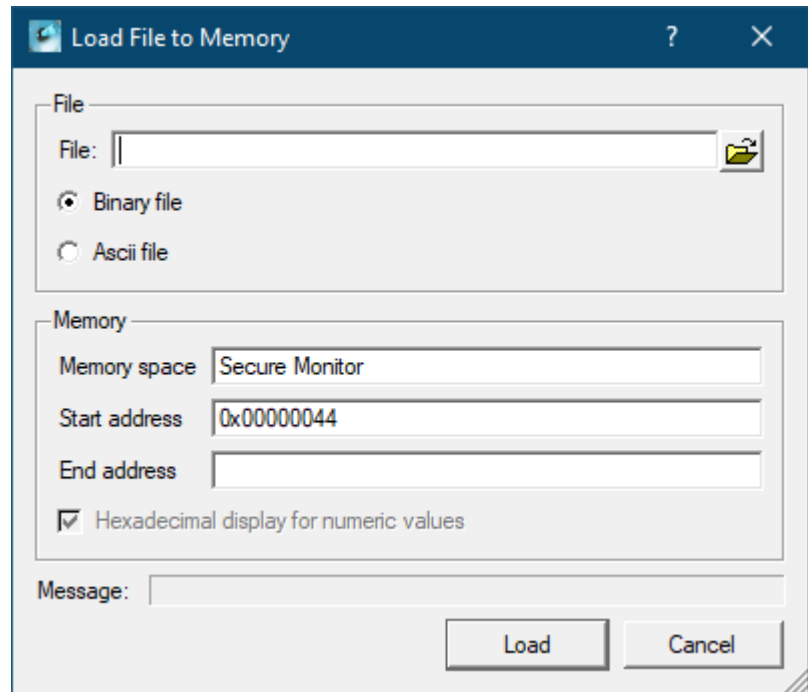 Load File to Memory ?
File
File:
Binary file
Ascii file
Memory
Memory space Secure Monitor
Start address 0x00000044
End address
Hexadecimal display for numeric values
Message:
Load Cancel